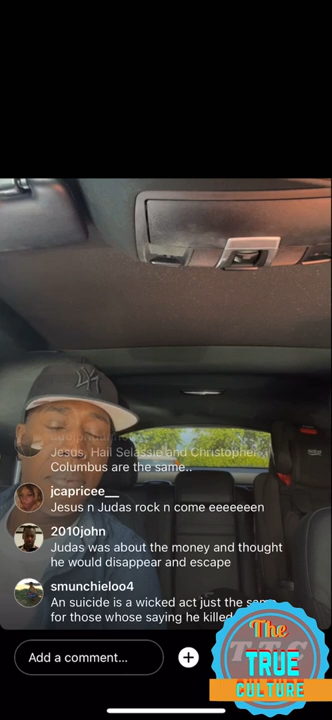 Jesus, Hail Selassie and Christopher
Columbus are the same..
jcapricee__
Jesus n Judas rock n come eeeeeeen
2010john
Judas was about the money and thought
he would disappear and escape
smunchieloo4
An suicide is a wicked act just the same
for those whose saying he killed
Add a comment...
The
TRUE
CULTURE